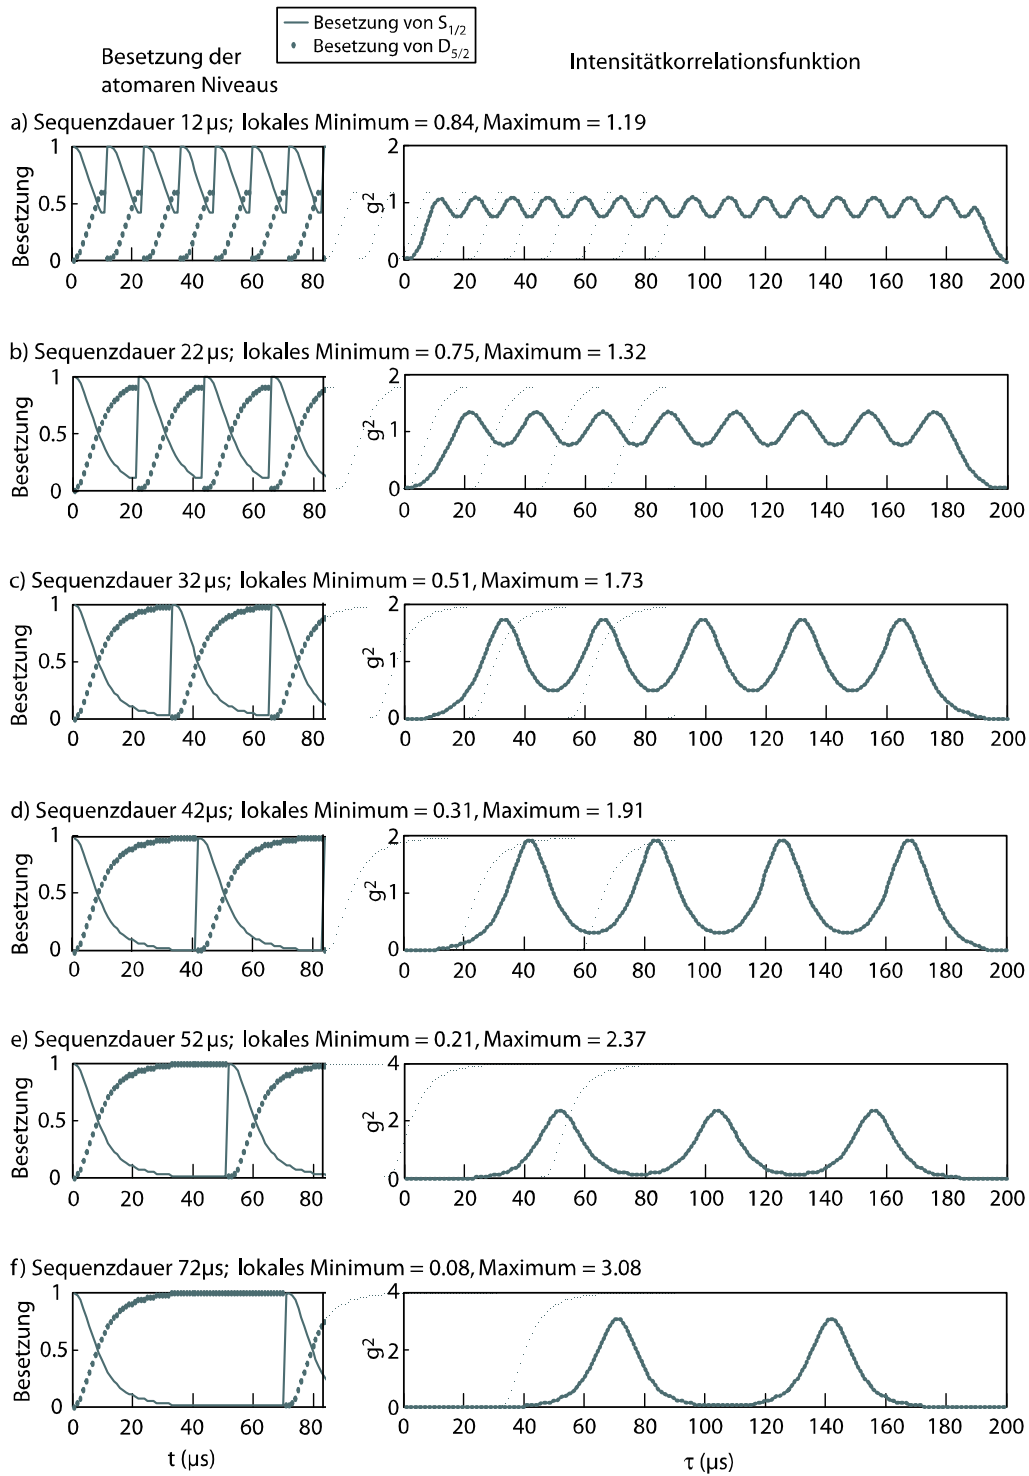 Besetzung von S1/2
Besetzung von D5/2
Besetzung der
atomaren Niveaus
Intensitätkorrelationsfunktion
a) Sequenzdauer 12µs; lokales Minimum = 0.84, Maximum = 1.19
Besetzung
1
0.5
0
0 20 40 60 80
g²
2
1
0
0 20 40 60 80 100 120 140 160 180 200
b) Sequenzdauer 22µs; lokales Minimum = 0.75, Maximum = 1.32
Besetzung
1
0.5
0
0 20 40 60 80
g²
2
1
0
0 20 40 60 80 100 120 140 160 180 200
c) Sequenzdauer 32µs; lokales Minimum = 0.51, Maximum = 1.73
Besetzung
1
0.5
0
0 20 40 60 80
g²
2
1
0
0 20 40 60 80 100 120 140 160 180 200
d) Sequenzdauer 42µs; lokales Minimum = 0.31, Maximum = 1.91
Besetzung
1
0.5
0
0 20 40 60 80
g²
2
1
0
0 20 40 60 80 100 120 140 160 180 200
e) Sequenzdauer 52µs; lokales Minimum = 0.21, Maximum = 2.37
Besetzung
1
0.5
0
0 20 40 60 80
g²
4
2
0
0 20 40 60 80 100 120 140 160 180 200
f) Sequenzdauer 72µs; lokales Minimum = 0.08, Maximum = 3.08
Besetzung
1
0.5
0
0 20 40 60 80
g²
4
2
0
0 20 40 60 80 100 120 140 160 180 200
t (µs)
τ (µs)